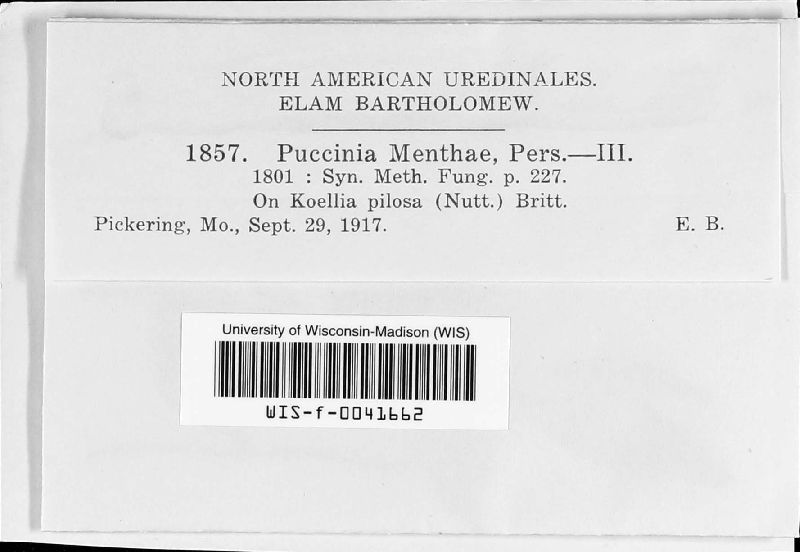 NORTH AMERICAN UREDINALES.
ELAM BARTHOLOMEW.
1857. Puccinia Menthae, Pers.—III.
1801 : Syn. Meth. Fung. p. 227.
On Koellia pilosa (Nutt.) Britt.
Pickering, Mo., Sept. 29, 1917. E. B.
University of Wisconsin-Madison (WIS)
WIS-f-0041662